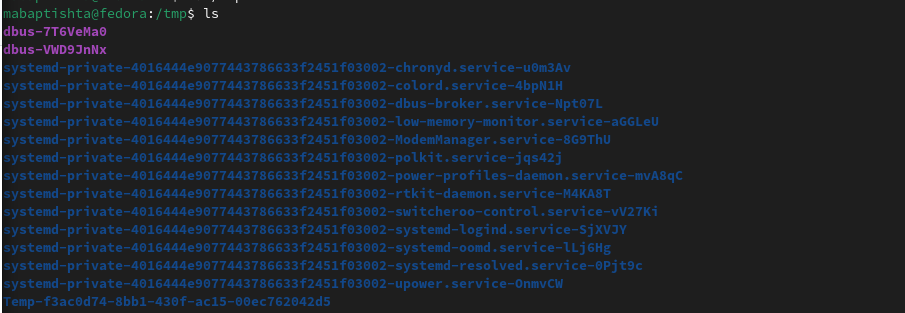 mabaptishta@fedora:/tmp$ ls
dbus-7T6VeMa0
dbus-VWD9JnNx
systemd-private-4016444e9077443786633f2451f03002-chronyd.service-u0m3Av
systemd-private-4016444e9077443786633f2451f03002-colord.service-4bpN1H
systemd-private-4016444e9077443786633f2451f03002-dbus-broker.service-Npt07L
systemd-private-4016444e9077443786633f2451f03002-low-memory-monitor.service-aGGLeU
systemd-private-4016444e9077443786633f2451f03002-ModemManager.service-8G9ThU
systemd-private-4016444e9077443786633f2451f03002-polkit.service-jqs42j
systemd-private-4016444e9077443786633f2451f03002-power-profiles-daemon.service-mvA8qC
systemd-private-4016444e9077443786633f2451f03002-rtkit-daemon.service-M4KA8T
systemd-private-4016444e9077443786633f2451f03002-switcheroo-control.service-vV27Ki
systemd-private-4016444e9077443786633f2451f03002-systemd-logind.service-SjXVJY
systemd-private-4016444e9077443786633f2451f03002-systemd-oomd.service-lLj6Hg
systemd-private-4016444e9077443786633f2451f03002-systemd-resolved.service-0Pjt9c
systemd-private-4016444e9077443786633f2451f03002-upower.service-OnmvCW
Temp-f3ac0d74-8bb1-430f-ac15-00ec762042d5